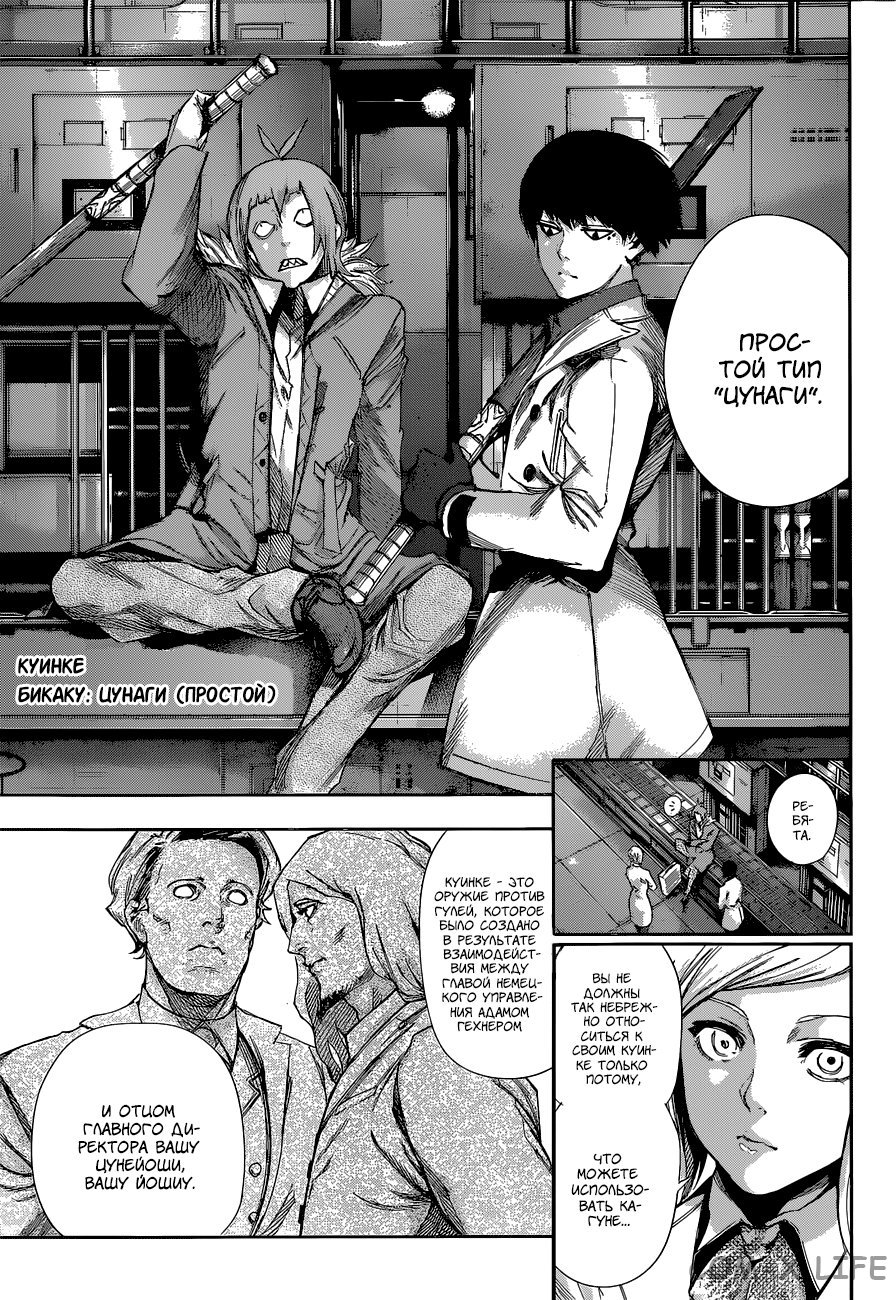 ПРОС-
ТОЙ ТИП
"ЦУНАГИ".
КУИНКЕ
БИКАКУ: ЦУНАГИ (ПРОСТОЙ)
РЕ-
БЯ-
ТА.
ВЫ НЕ
ДОЛЖНЫ
ТАК НЕБРЕЖ-
НО ОТНО-
СИТЬСЯ К
СВОИМ КУИН-
КЕ ТОЛЬКО
ПОТОМУ,
ЧТО
МОЖЕТЕ
ИСПОЛЬЗО-
ВАТЬ КА-
ГУНЕ...
КУИНКЕ - ЭТО
ОРУЖИЕ ПРОТИВ
ГУЛЕЙ, КОТОРОЕ
БЫЛО СОЗДАНО
В РЕЗУЛЬТАТЕ
ВЗАИМОДЕЙСТ-
ВИЯ МЕЖДУ
ГЛАВОЙ НЕМЕЦ-
КОГО УПРАВЛЕ-
НИЯ АДАМОМ
ГЕХНЕРОМ
И ОТЦОМ
ГЛАВНОГО ДИ-
РЕКТОРА ВАШУ
ЦУНЕЙОШИ,
ВАШУ ЙОШИУ.
LIFE